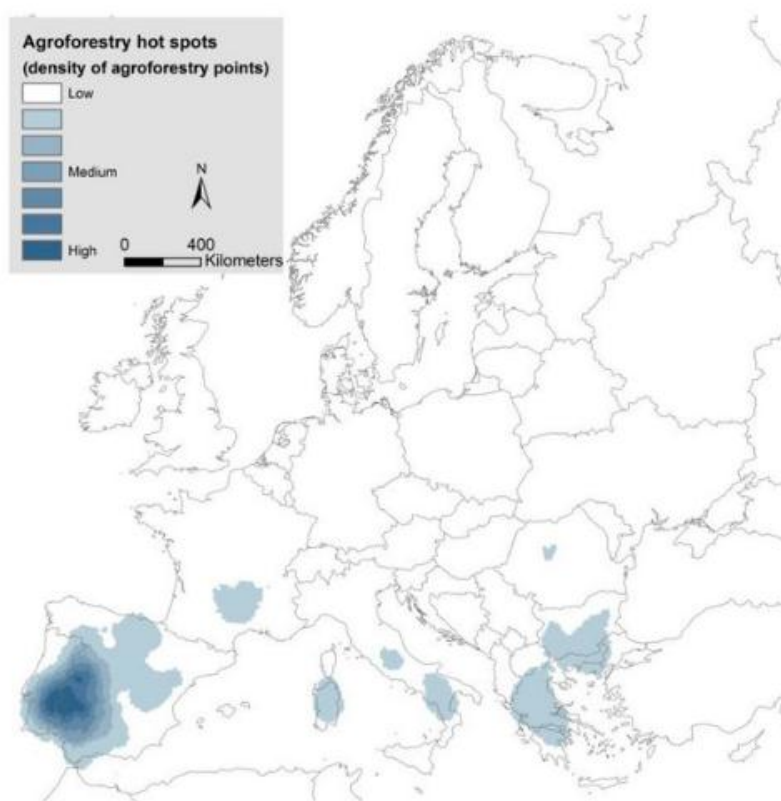 Agroforestry hot spots
(density of agroforestry points)
Low
Medium
High
N
0 400
Kilometers